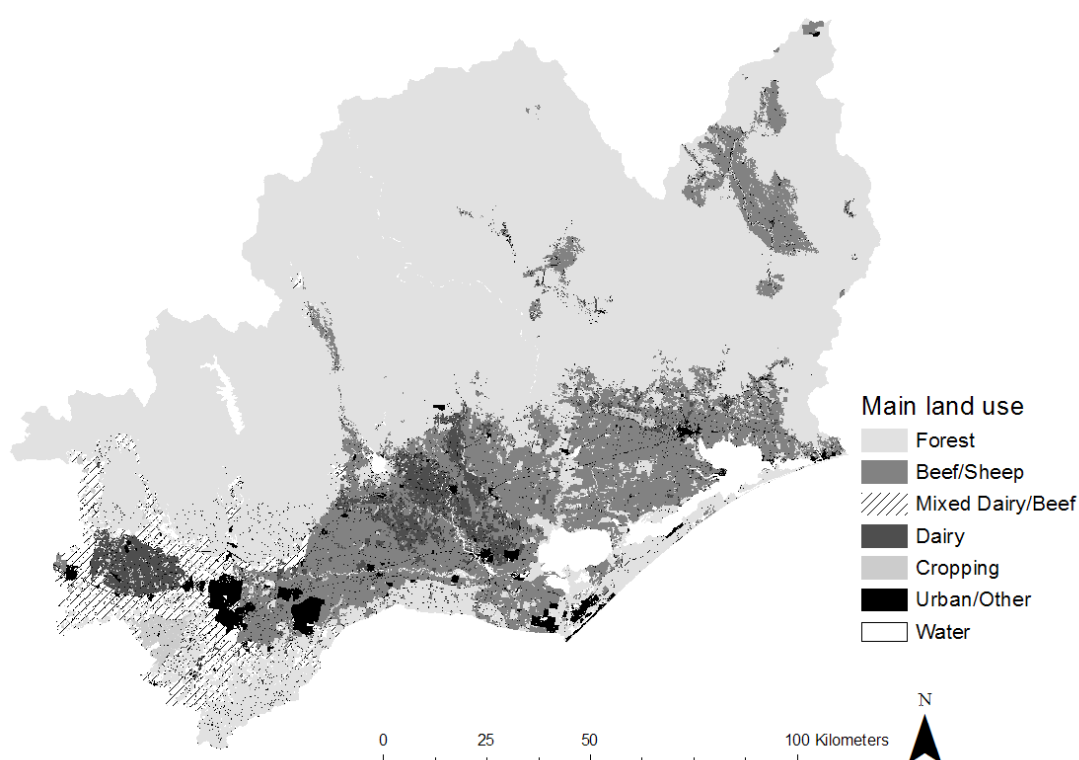 Main land use
Forest
Beef/Sheep
Mixed Dairy/Beef
Dairy
Cropping
Urban/Other
Water
N
0 25 50 100 Kilometers